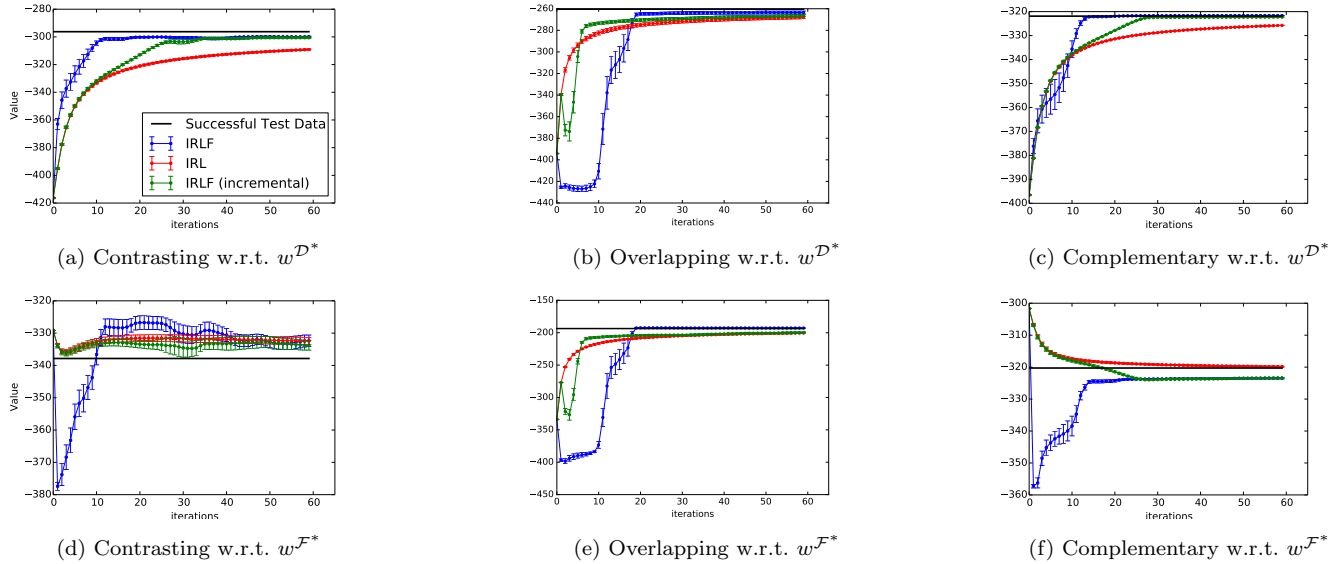 −280
−300
−320
−340
−360
−380
−400
−420
0 10 20 30 40 50 60
Value
iterations
Successful Test Data
IRLF
IRL
IRLF (incremental)
(a) Contrasting w.r.t. w^D*
−260
−280
−300
−320
−340
−360
−380
−400
−420
−440
0 10 20 30 40 50 60
iterations
(b) Overlapping w.r.t. w^D*
−320
−330
−340
−350
−360
−370
−380
−390
−400
0 10 20 30 40 50 60
iterations
(c) Complementary w.r.t. w^D*
−320
−330
−340
−350
−360
−370
−380
0 10 20 30 40 50 60
Value
iterations
(d) Contrasting w.r.t. w^F*
−150
−200
−250
−300
−350
−400
−450
0 10 20 30 40 50 60
iterations
(e) Overlapping w.r.t. w^F*
−300
−310
−320
−330
−340
−350
−360
0 10 20 30 40 50 60
iterations
(f) Complementary w.r.t. w^F*